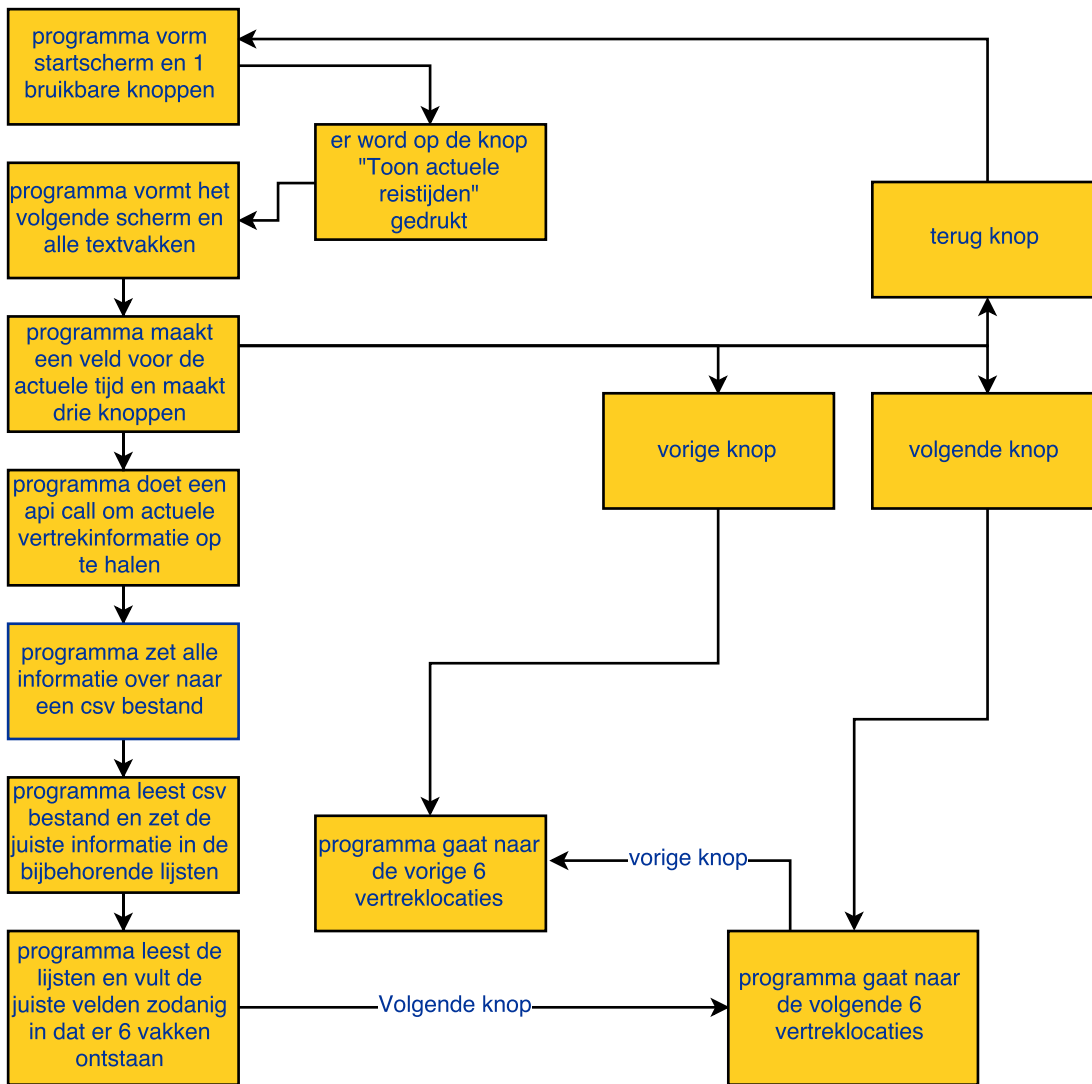 programma vorm
startscherm en 1
bruikbare knoppen
er word op de knop
"Toon actuele
reistijden"
gedrukt
programma vormt het
volgende scherm en
alle textvakken
terug knop
programma maakt
een veld voor de
actuele tijd en maakt
drie knoppen
vorige knop
volgende knop
programma doet een
api call om actuele
vertrekinformatie op
te halen
programma zet alle
informatie over naar
een csv bestand
programma leest csv
bestand en zet de
juiste informatie in de
bijbehorende lijsten
programma gaat naar
de vorige 6
vertreklocaties
vorige knop
programma leest de
lijsten en vult de
juiste velden zodanig
in dat er 6 vakken
ontstaan
Volgende knop
programma gaat naar
de volgende 6
vertreklocaties